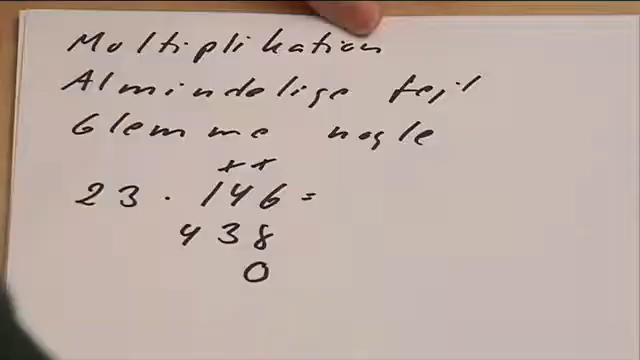 Multiplikation
Almindelige fejl
Glemme nogle
++
23 · 146 =
438
0